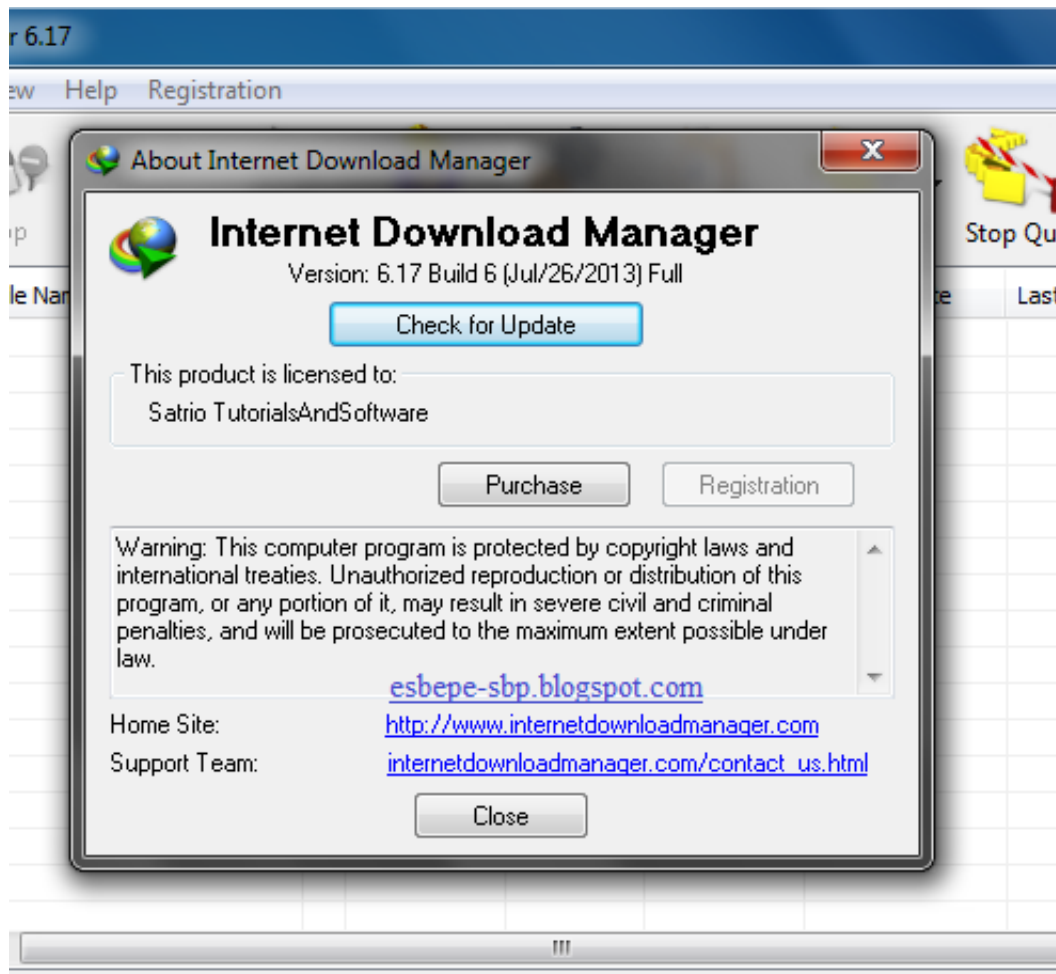 r 6.17
ew Help Registration
About Internet Download Manager
x
op
Stop Qu
Internet Download Manager
Version: 6.17 Build 6 (Jul/26/2013) Full
le Nar
te
Last
Check for Update
This product is licensed to:
Satrio TutorialsAndSoftware
Purchase
Registration
Warning: This computer program is protected by copyright laws and
international treaties. Unauthorized reproduction or distribution of this
program, or any portion of it, may result in severe civil and criminal
penalties, and will be prosecuted to the maximum extent possible under
law.
esbepe-sbp.blogspot.com
Home Site: http://www.internetdownloadmanager.com
Support Team: internetdownloadmanager.com/contact_us.html
Close